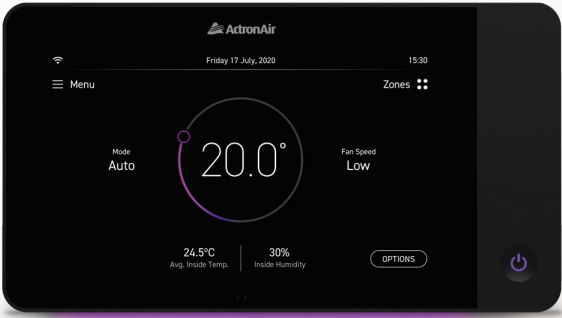 ActronAir
Friday 17 July, 2020
15:30
Menu
Zones
Mode
Auto
20.0°
Fan Speed
Low
24.5°C
Avg. Inside Temp.
30%
Inside Humidity
OPTIONS